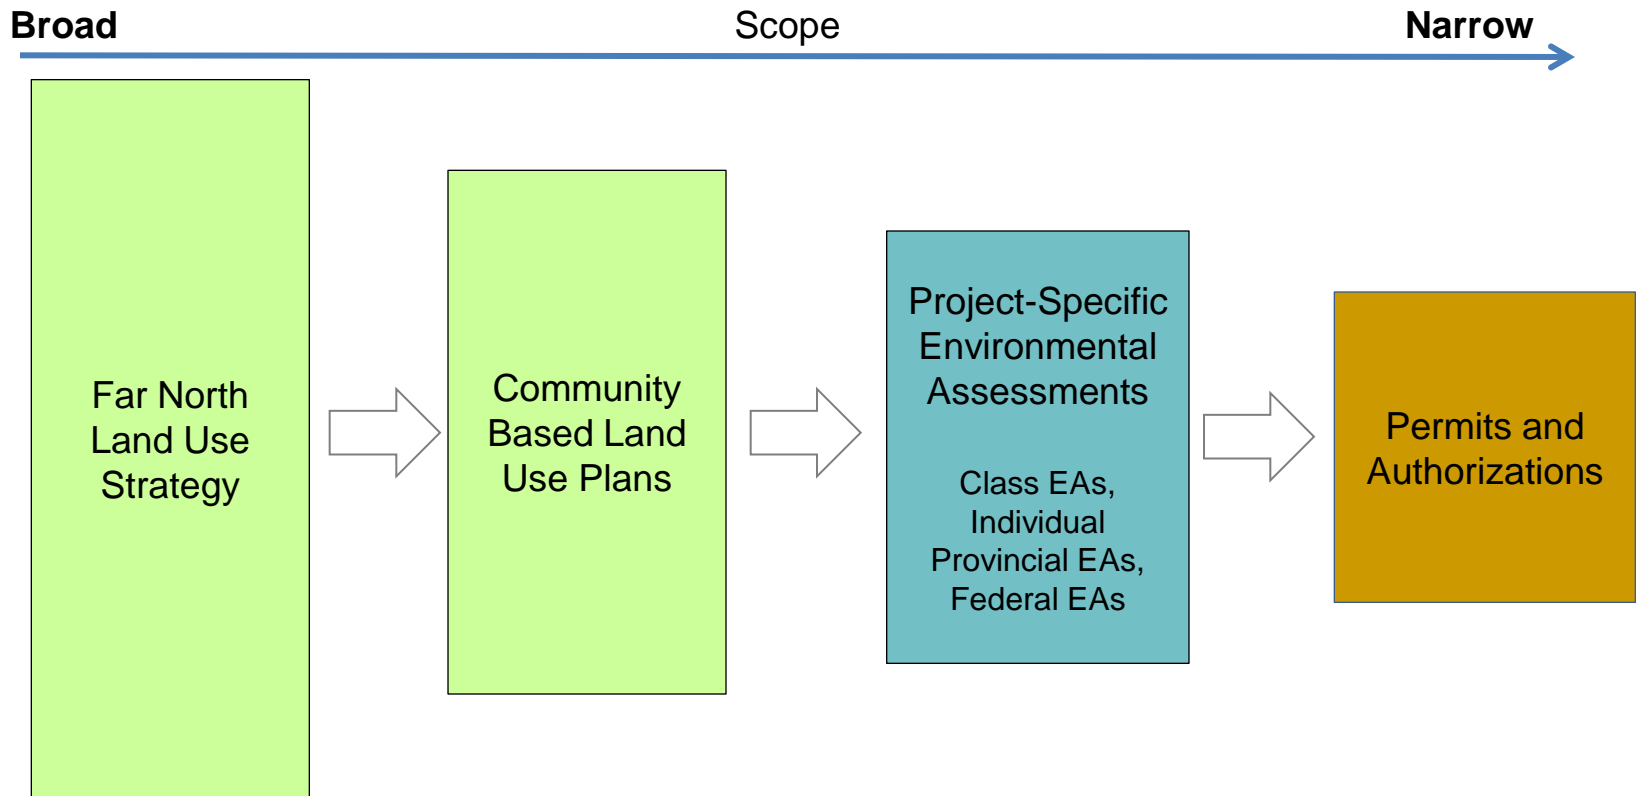 Broad Scope Narrow
Far North
Land Use
Strategy
Community
Based Land
Use Plans
Project-Specific
Environmental
Assessments
Class EAs,
Individual
Provincial EAs,
Federal EAs
Permits and
Authorizations